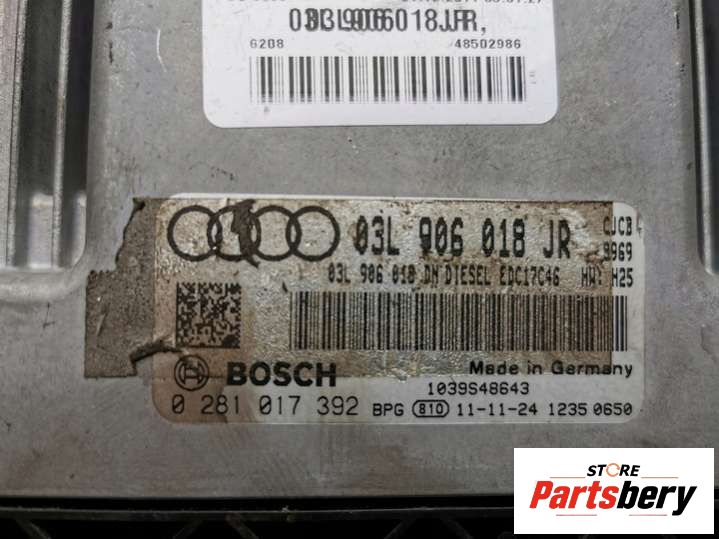 03L906018JR,
6208 48502986
03L 906 018 JR CJCB
9969
03L 906 018 DN DIESEL EDC17C46 HW: H25
BOSCH Made in Germany
1039S48643
0 281 017 392 BPG 810 11-11-24 1235 0650
STORE
Partsbery